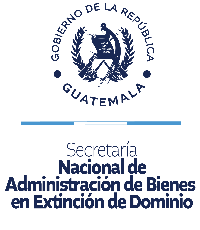 GOBIERNO DE LA REPÚBLICA
GUATEMALA
Secretaría
Nacional de
Administración de Bienes
en Extinción de Dominio